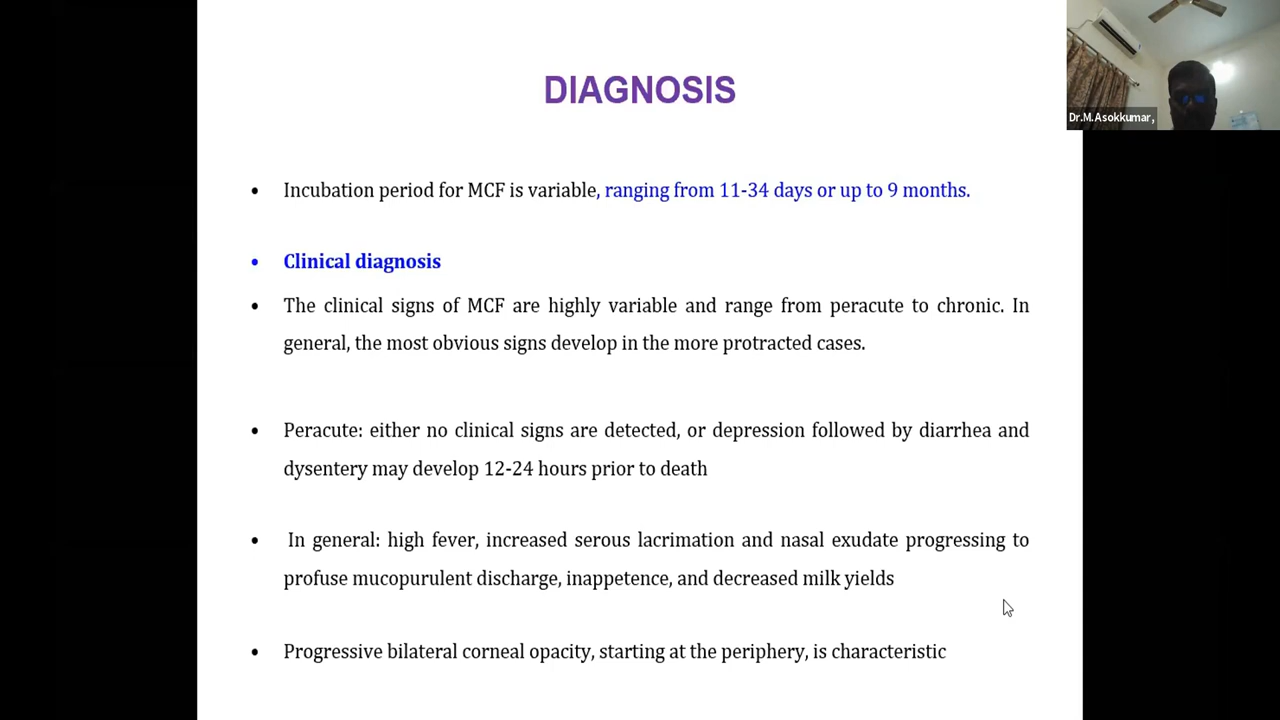 DIAGNOSIS
Dr.M.Asokkumar,
• Incubation period for MCF is variable, ranging from 11-34 days or up to 9 months.
• Clinical diagnosis
• The clinical signs of MCF are highly variable and range from peracute to chronic. In
general, the most obvious signs develop in the more protracted cases.
• Peracute: either no clinical signs are detected, or depression followed by diarrhea and
dysentery may develop 12-24 hours prior to death
• In general: high fever, increased serous lacrimation and nasal exudate progressing to
profuse mucopurulent discharge, inappetence, and decreased milk yields
• Progressive bilateral corneal opacity, starting at the periphery, is characteristic